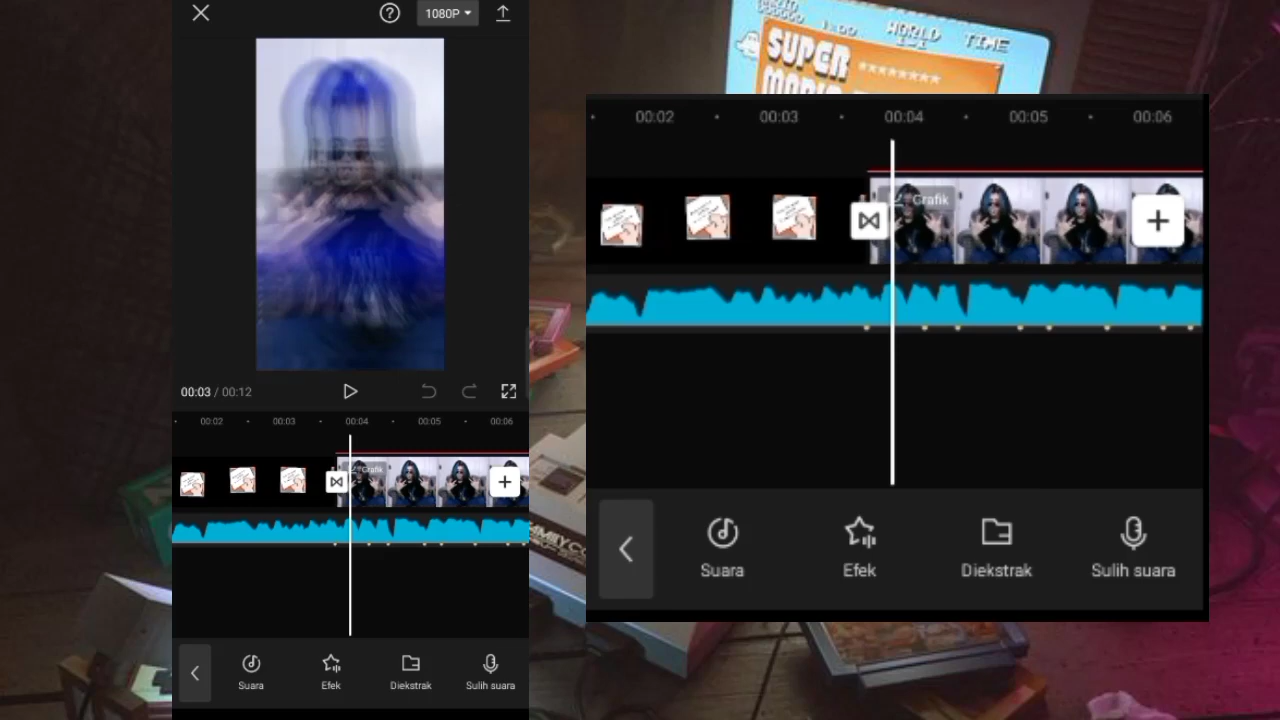 1080P
00:03 / 00:12
00:02
00:03
00:04
00:05
00:06
Grafik
Suara
Efek
Diekstrak
Sulih suara
WORLD
TIME
SUPER
00:02
00:03
00:04
00:05
00:06
Grafik
Suara
Efek
Diekstrak
Sulih suara